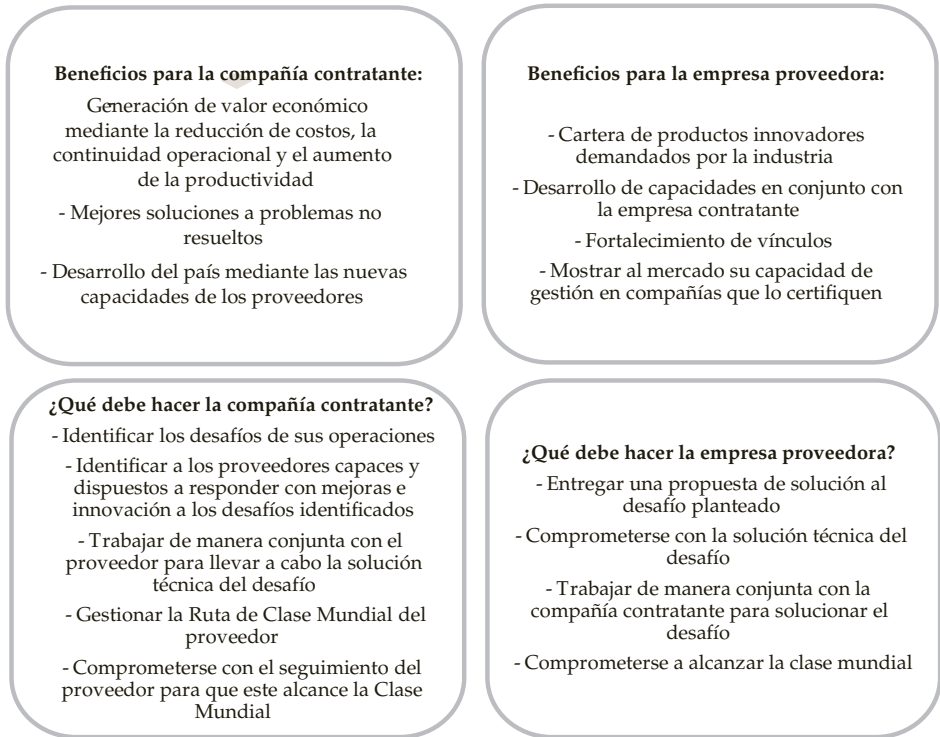 Beneficios para la compañía contratante:
Generación de valor económico
mediante la reducción de costos, la
continuidad operacional y el aumento
de la productividad
- Mejores soluciones a problemas no
resueltos
- Desarrollo del país mediante las nuevas
capacidades de los proveedores
Beneficios para la empresa proveedora:
- Cartera de productos innovadores
demandados por la industria
- Desarrollo de capacidades en conjunto con
la empresa contratante
- Fortalecimiento de vínculos
- Mostrar al mercado su capacidad de
gestión en compañías que lo certifiquen
¿Qué debe hacer la compañía contratante?
- Identificar los desafíos de sus operaciones
- Identificar a los proveedores capaces y
dispuestos a responder con mejoras e
innovación a los desafíos identificados
- Trabajar de manera conjunta con el
proveedor para llevar a cabo la solución
técnica del desafío
- Gestionar la Ruta de Clase Mundial del
proveedor
- Comprometerse con el seguimiento del
proveedor para que este alcance la Clase
Mundial
¿Qué debe hacer la empresa proveedora?
- Entregar una propuesta de solución al
desafío planteado
- Comprometerse con la solución técnica del
desafío
- Trabajar de manera conjunta con la
compañía contratante para solucionar el
desafío
- Comprometerse a alcanzar la clase mundial